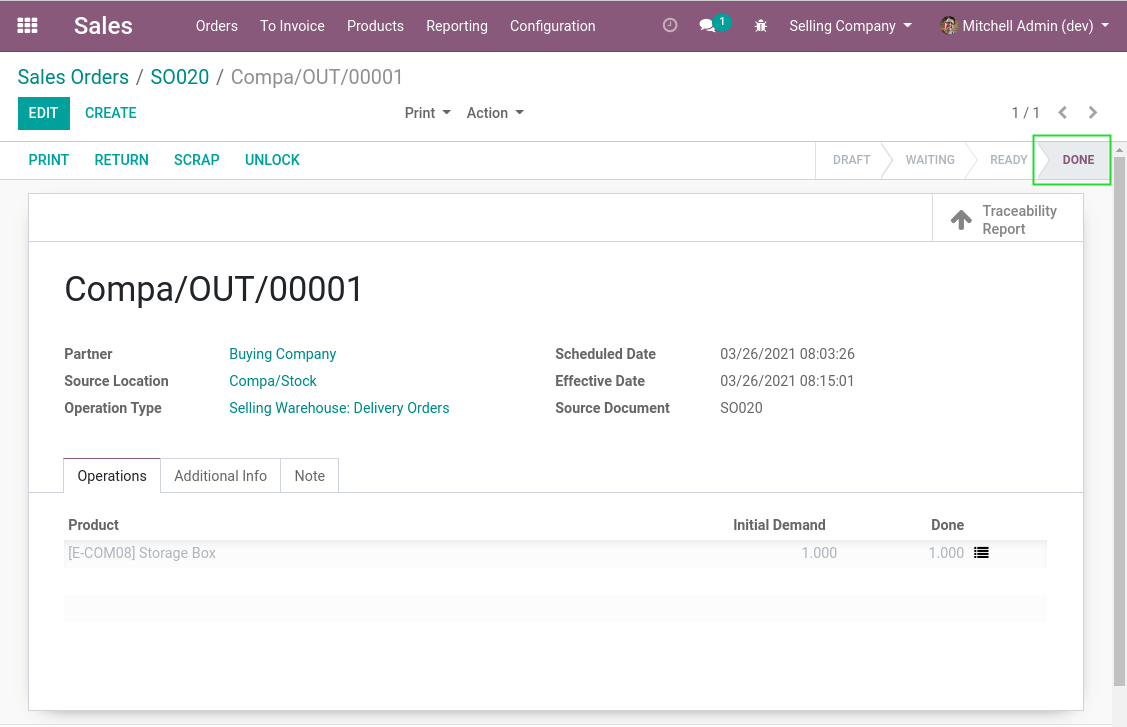 Sales Orders To Invoice Products Reporting Configuration 1 Selling Company Mitchell Admin (dev)
Sales Orders / SO020 / Compa/OUT/00001
EDIT CREATE Print Action 1 / 1
PRINT RETURN SCRAP UNLOCK DRAFT WAITING READY DONE
Traceability
Report
Compa/OUT/00001
Partner Buying Company Scheduled Date 03/26/2021 08:03:26
Source Location Compa/Stock Effective Date 03/26/2021 08:15:01
Operation Type Selling Warehouse: Delivery Orders Source Document SO020
Operations Additional Info Note
Product Initial Demand Done
[E-COM08] Storage Box 1.000 1.000